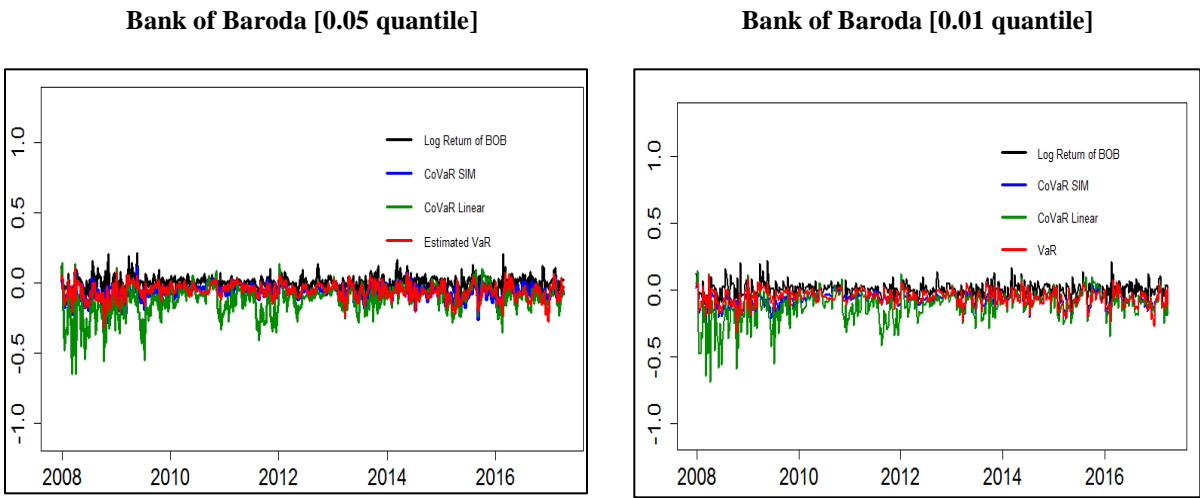 Bank of Baroda [0.05 quantile]
Bank of Baroda [0.01 quantile]
Log Return of BOB
CoVaR SIM
CoVaR Linear
Estimated VaR
1.0
0.5
0.0
-0.5
-1.0
2008 2010 2012 2014 2016
Log Return of BOB
CoVaR SIM
CoVaR Linear
VaR
1.0
0.5
0.0
-0.5
-1.0
2008 2010 2012 2014 2016